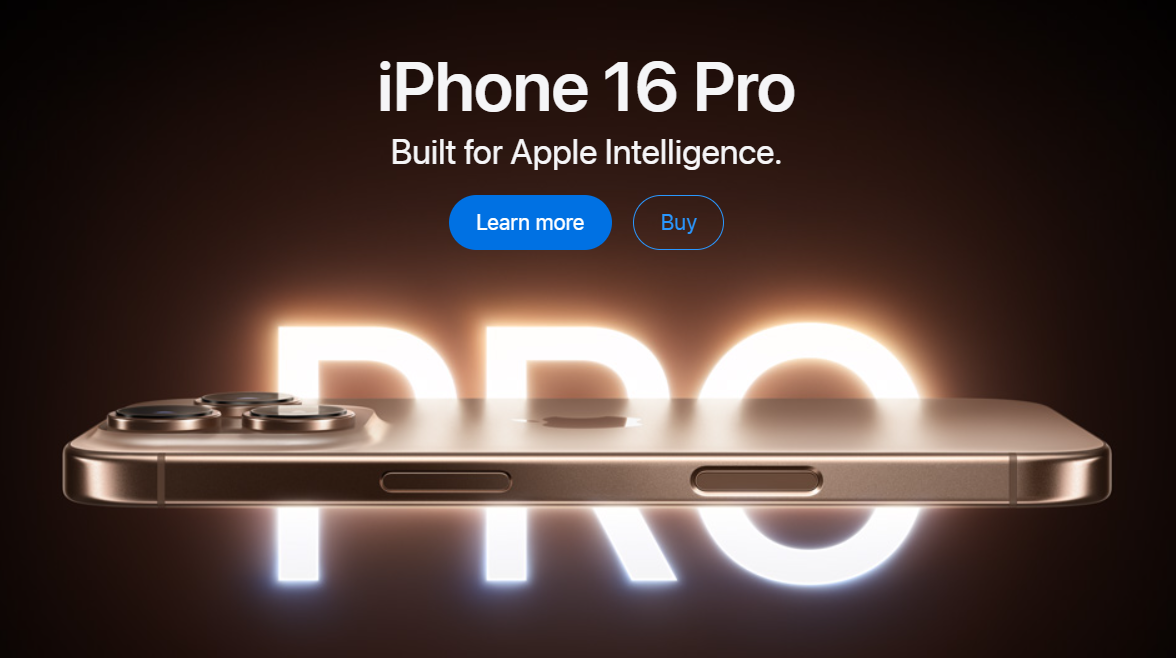 iPhone 16 Pro
Built for Apple Intelligence.
Learn more
Buy
PRO